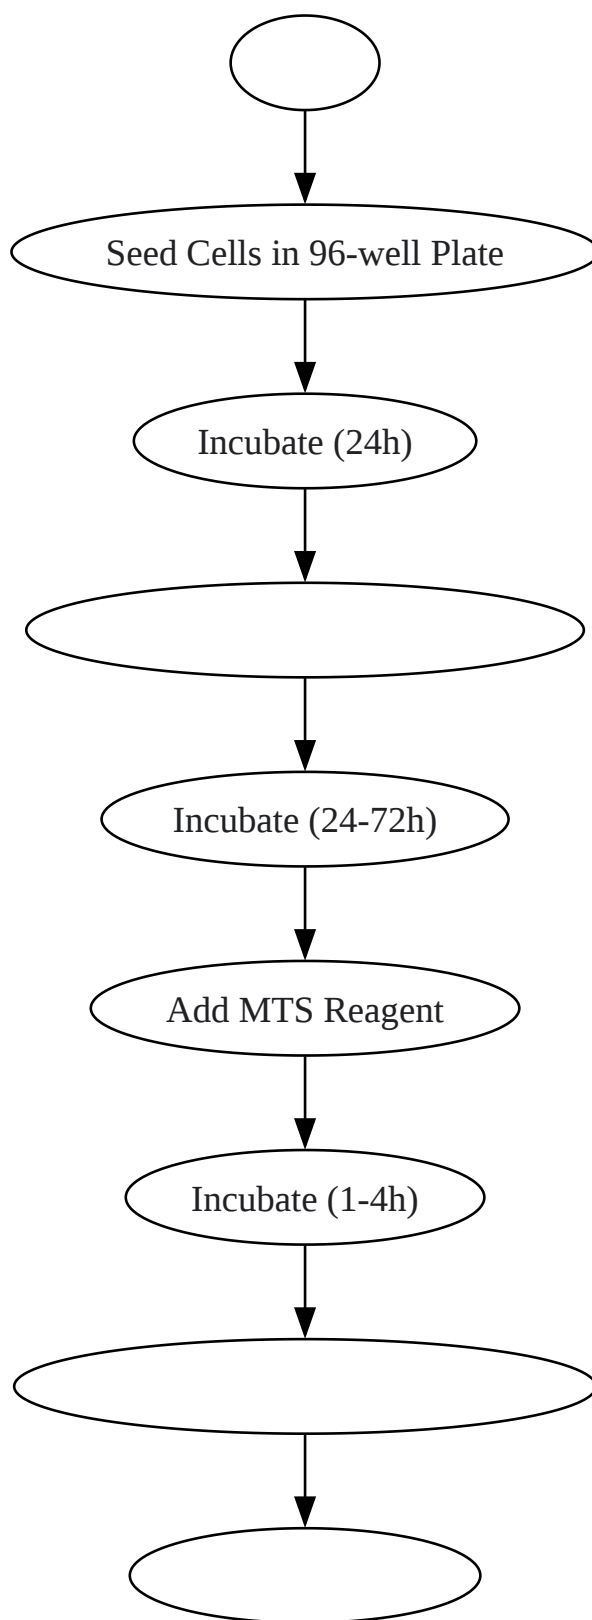 Seed Cells in 96-well Plate
Incubate (24h)
Incubate (24-72h)
Add MTS Reagent
Incubate (1-4h)